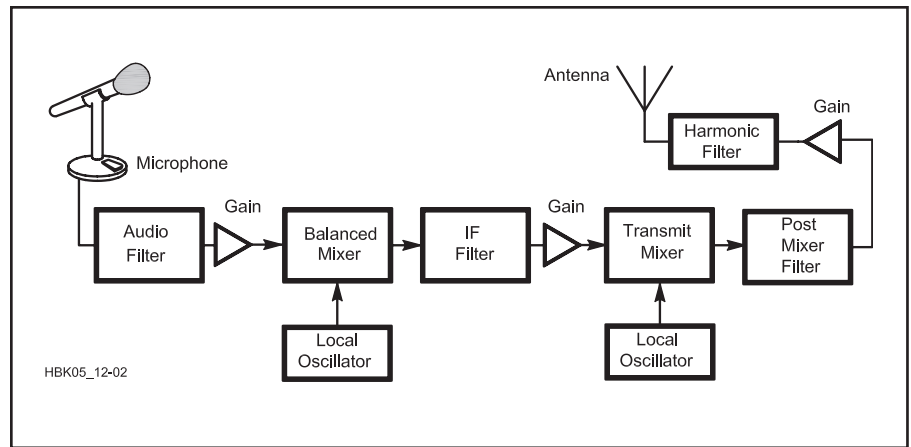 Antenna
Gain
Harmonic
Filter
Microphone
Gain
Gain
Audio
Filter
Balanced
Mixer
IF
Filter
Transmit
Mixer
Post
Mixer
Filter
Local
Oscillator
Local
Oscillator
HBK05_12-02